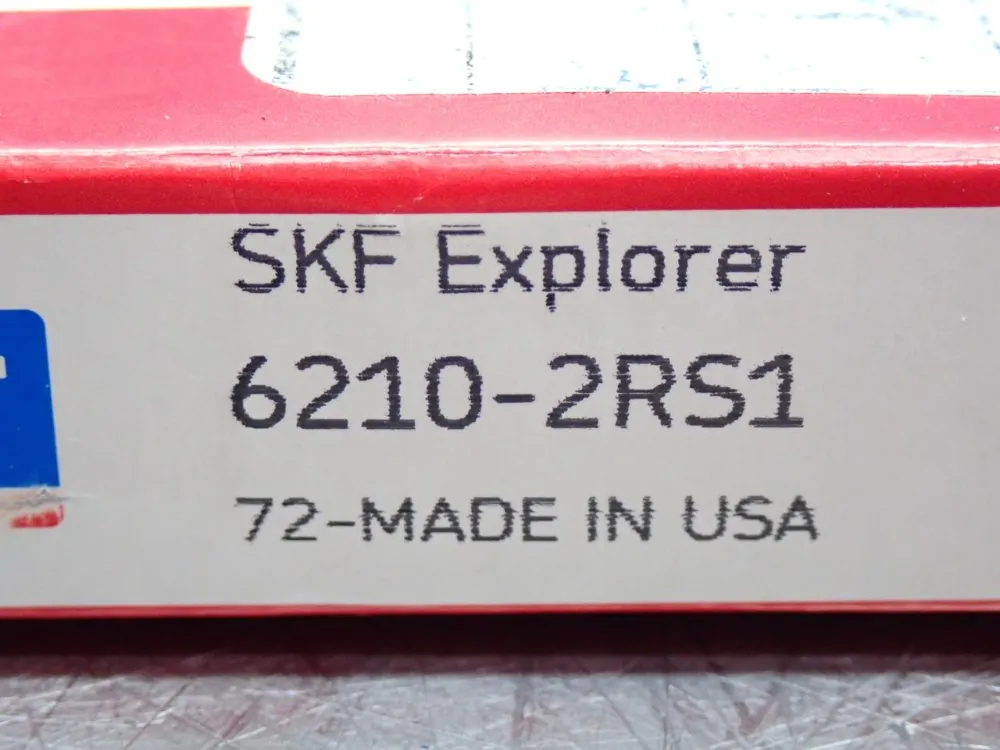 SKF Explorer
6210-2RS1
72-MADE IN USA